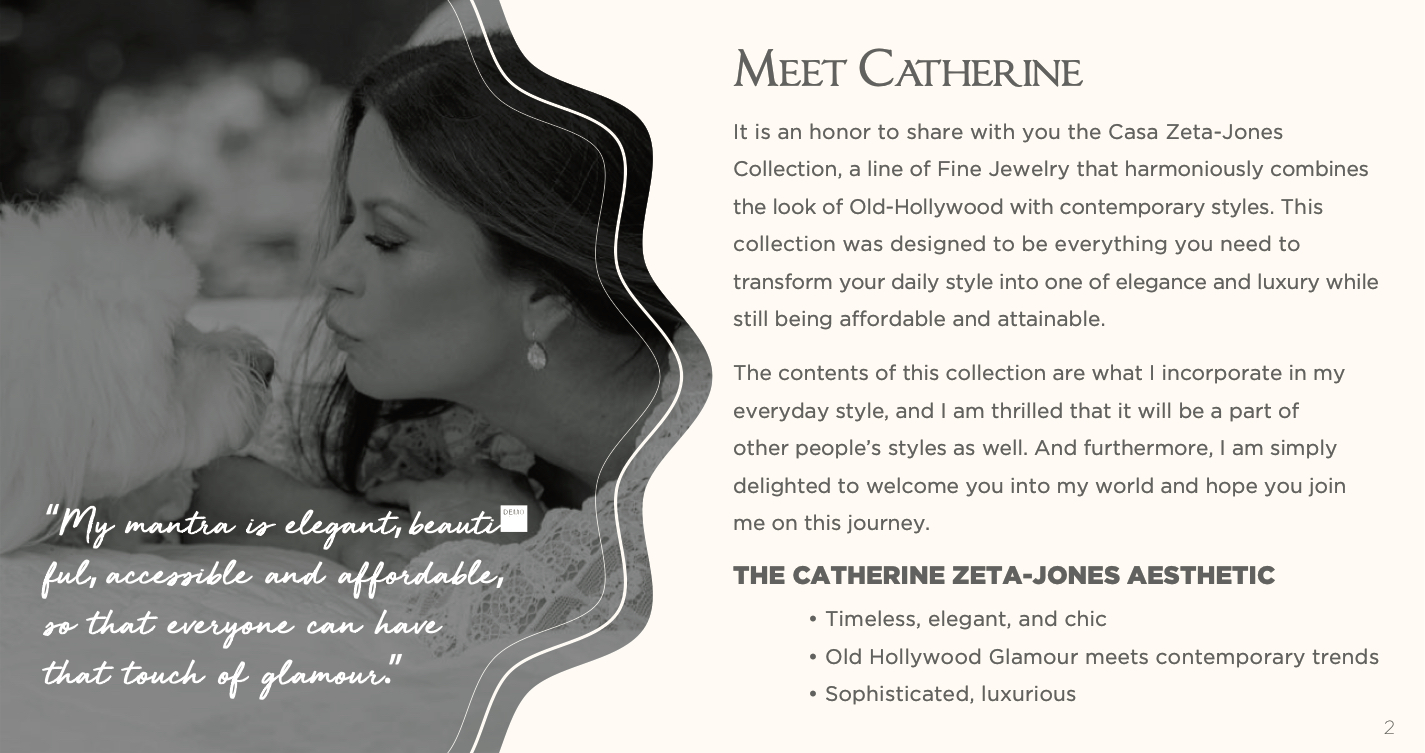 MEET CATHERINE
It is an honor to share with you the Casa Zeta-Jones
Collection, a line of Fine Jewelry that harmoniously combines
the look of Old-Hollywood with contemporary styles. This
collection was designed to be everything you need to
transform your daily style into one of elegance and luxury while
still being affordable and attainable.
The contents of this collection are what I incorporate in my
everyday style, and I am thrilled that it will be a part of
other people’s styles as well. And furthermore, I am simply
delighted to welcome you into my world and hope you join
me on this journey.
THE CATHERINE ZETA-JONES AESTHETIC
• Timeless, elegant, and chic
• Old Hollywood Glamour meets contemporary trends
• Sophisticated, luxurious
“My mantra is elegant, beauti
DEMO
ful, accessible and affordable,
so that everyone can have
that touch of glamour.”
2